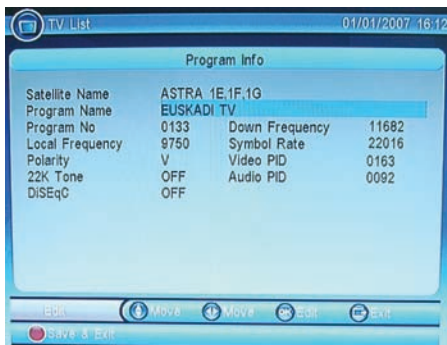 TV List 01/01/2007 16:12
Program Info
Satellite Name ASTRA 1E,1F,1G
Program Name EUSKADI TV
Program No 0133 Down Frequency 11682
Local Frequency 9750 Symbol Rate 22016
Polarity V Video PID 0163
22K Tone OFF Audio PID 0092
DiSEqC OFF
Edit Move Move OK Edit Exit
Save & Exit